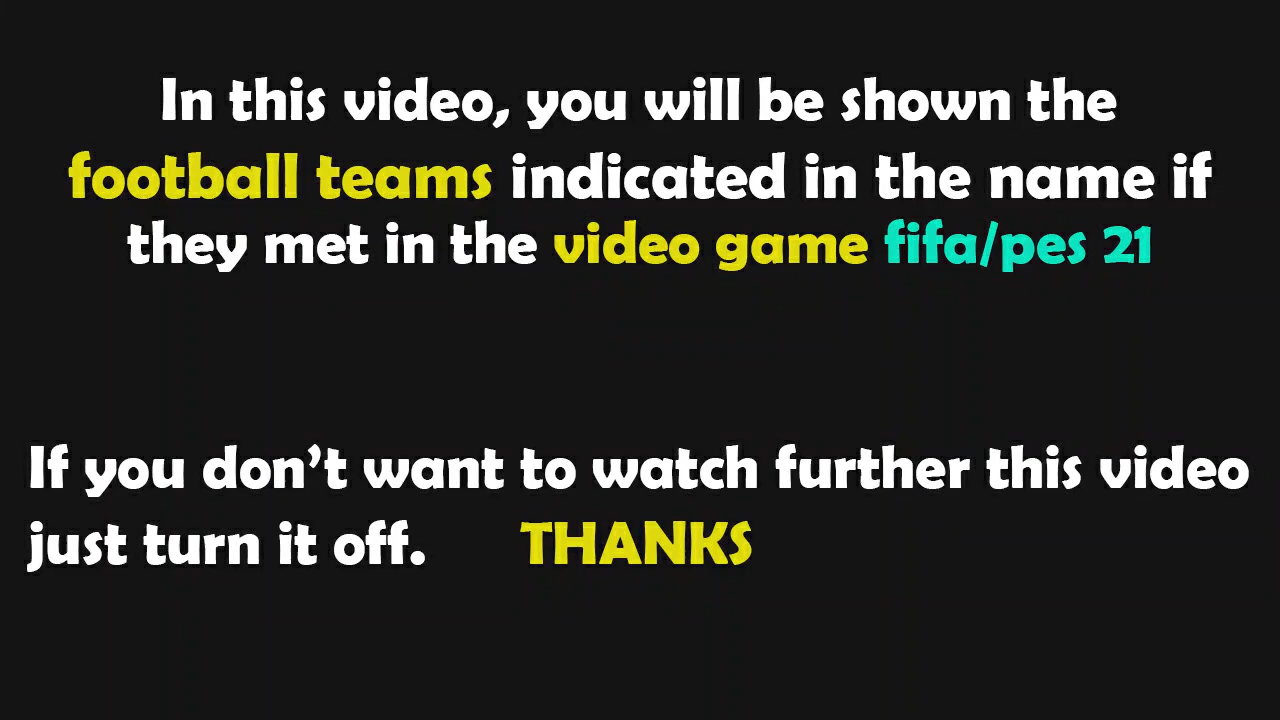 In this video, you will be shown the
football teams indicated in the name if
they met in the video game fifa/pes 21
If you don’t want to watch further this video
just turn it off. THANKS